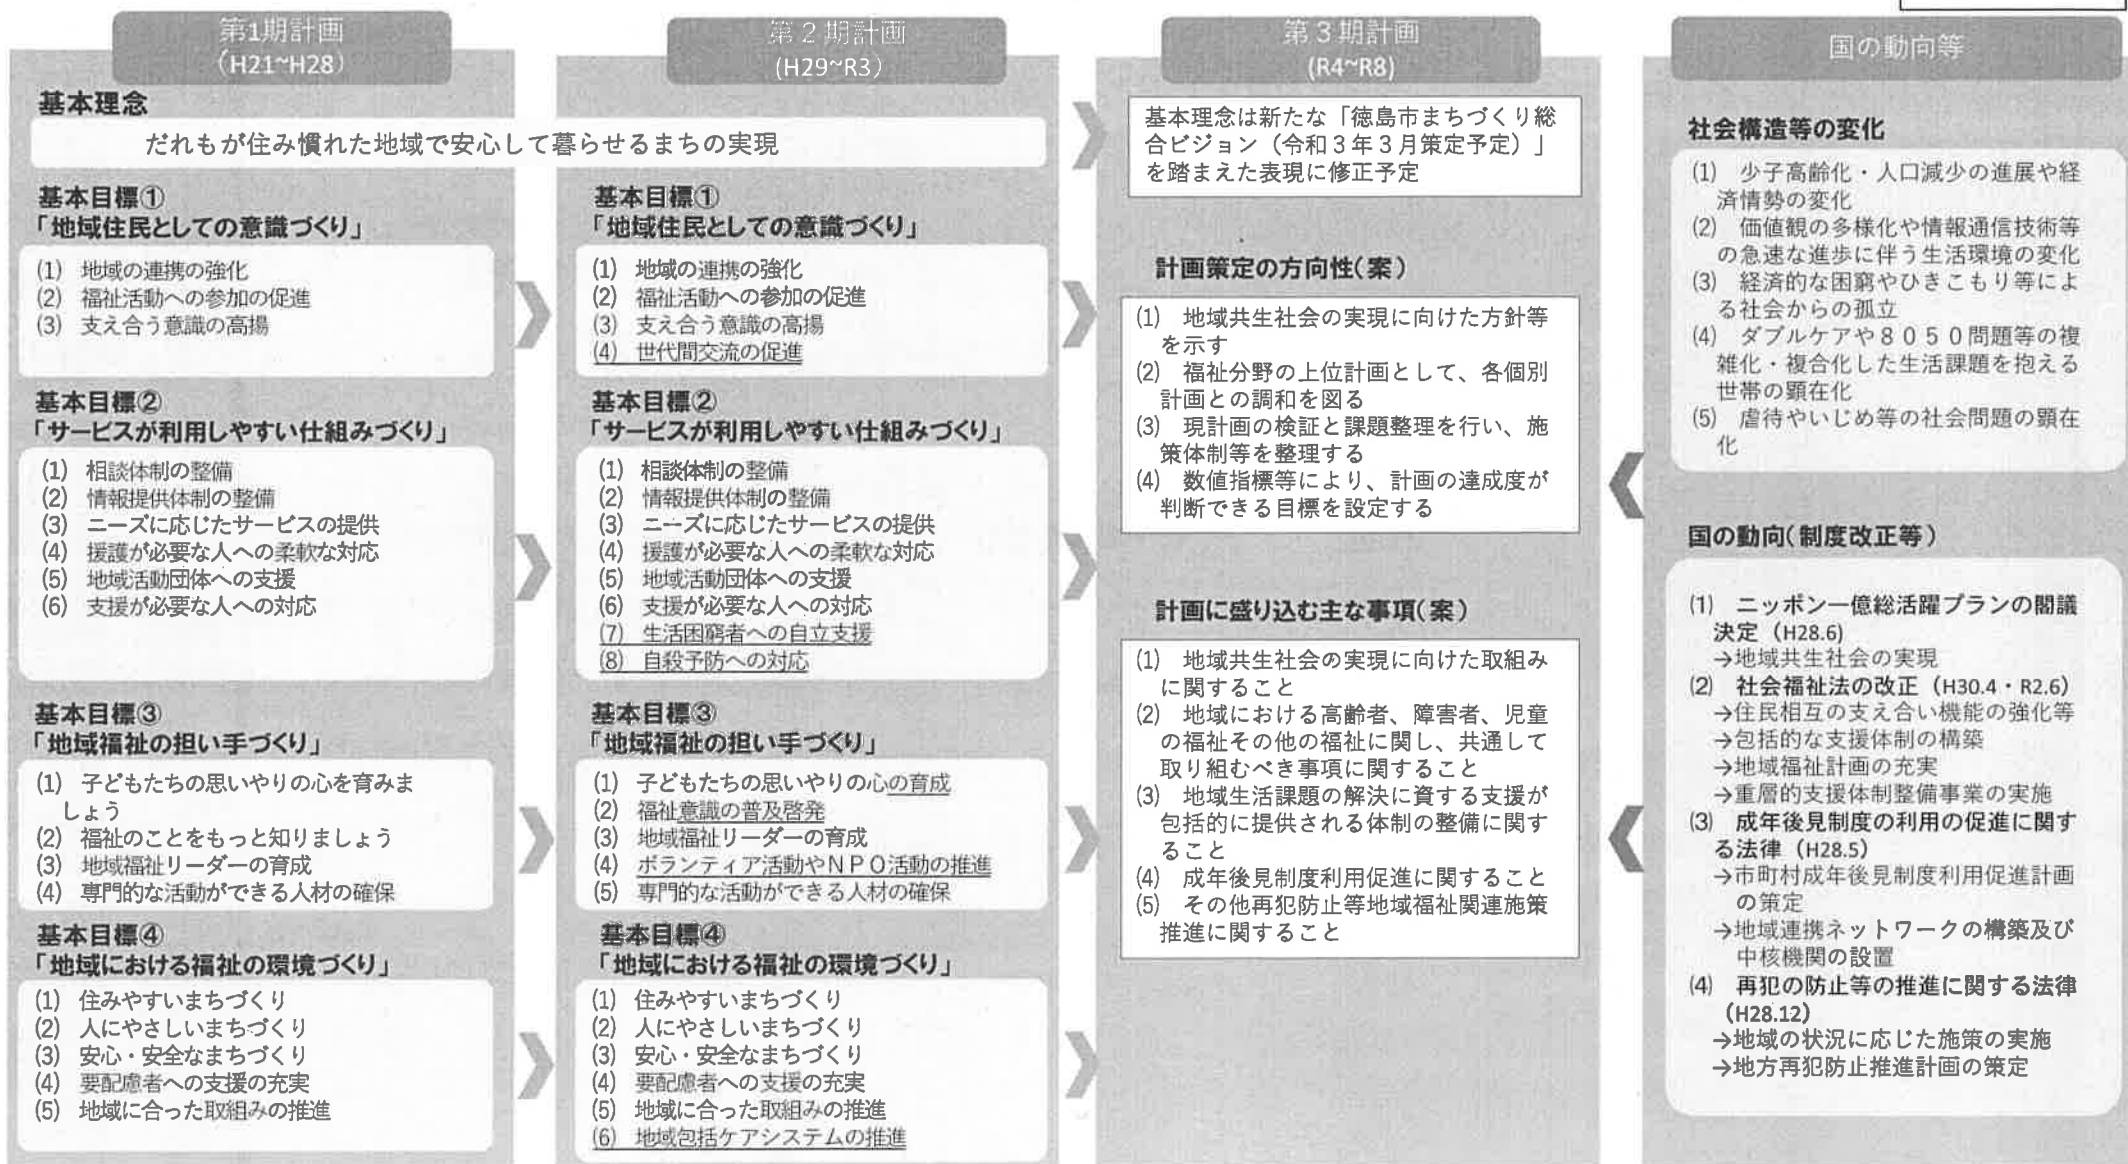 第1期計画
(H21~H28)
基本理念
だれもが住み慣れた地域で安心して暮らせるまちの実現
基本目標①
「地域住民としての意識づくり」
(1) 地域の連携の強化
(2) 福祉活動への参加の促進
(3) 支え合う意識の高揚
基本目標②
「サービスが利用しやすい仕組みづくり」
(1) 相談体制の整備
(2) 情報提供体制の整備
(3) ニーズに応じたサービスの提供
(4) 援護が必要な人への柔軟な対応
(5) 地域活動団体への支援
(6) 支援が必要な人への対応
基本目標③
「地域福祉の担い手づくり」
(1) 子どもたちの思いやりの心を育みま
しょう
(2) 福祉のことをもっと知りましょう
(3) 地域福祉リーダーの育成
(4) 専門的な活動ができる人材の確保
基本目標④
「地域における福祉の環境づくり」
(1) 住みやすいまちづくり
(2) 人にやさしいまちづくり
(3) 安心・安全なまちづくり
(4) 要配慮者への支援の充実
(5) 地域に合った取組みの推進
第2期計画
(H29~R3)
基本目標①
「地域住民としての意識づくり」
(1) 地域の連携の強化
(2) 福祉活動への参加の促進
(3) 支え合う意識の高揚
(4) 世代間交流の促進
基本目標②
「サービスが利用しやすい仕組みづくり」
(1) 相談体制の整備
(2) 情報提供体制の整備
(3) ニーズに応じたサービスの提供
(4) 援護が必要な人への柔軟な対応
(5) 地域活動団体への支援
(6) 支援が必要な人への対応
(7) 生活困窮者への自立支援
(8) 自殺予防への対応
基本目標③
「地域福祉の担い手づくり」
(1) 子どもたちの思いやりの心の育成
(2) 福祉意識の普及啓発
(3) 地域福祉リーダーの育成
(4) ボランティア活動やNPO活動の推進
(5) 専門的な活動ができる人材の確保
基本目標④
「地域における福祉の環境づくり」
(1) 住みやすいまちづくり
(2) 人にやさしいまちづくり
(3) 安心・安全なまちづくり
(4) 要配慮者への支援の充実
(5) 地域に合った取組みの推進
(6) 地域包括ケアシステムの推進
第3期計画
(R4~R8)
基本理念は新たな「徳島市まちづくり総
合ビジョン（令和3年3月策定予定）」
を踏まえた表現に修正予定
計画策定の方向性(案)
(1) 地域共生社会の実現に向けた方針等
を示す
(2) 福祉分野の上位計画として、各個別
計画との調和を図る
(3) 現計画の検証と課題整理を行い、施
策体制等を整理する
(4) 数値指標等により、計画の達成度が
判断できる目標を設定する
計画に盛り込む主な事項(案)
(1) 地域共生社会の実現に向けた取組み
に関すること
(2) 地域における高齢者、障害者、児童
の福祉その他の福祉に関し、共通して
取り組むべき事項に関すること
(3) 地域生活課題の解決に資する支援が
包括的に提供される体制の整備に関す
ること
(4) 成年後見制度利用促進に関すること
(5) その他再犯防止等地域福祉関連施策
推進に関すること
国の動向等
社会構造等の変化
(1) 少子高齢化・人口減少の進展や経
済情勢の変化
(2) 価値観の多様化や情報通信技術等
の急速な進歩に伴う生活環境の変化
(3) 経済的な困窮やひきこもり等によ
る社会からの孤立
(4) ダブルケアや8050問題等の複
雑化・複合化した生活課題を抱える
世帯の顕在化
(5) 虐待やいじめ等の社会問題の顕在
化
国の動向(制度改正等)
(1) ニッポン一億総活躍プランの閣議
決定（H28.6)
→地域共生社会の実現
(2) 社会福祉法の改正（H30.4・R2.6）
→住民相互の支え合い機能の強化等
→包括的な支援体制の構築
→地域福祉計画の充実
→重層的支援体制整備事業の実施
(3) 成年後見制度の利用の促進に関す
る法律（H28.5）
→市町村成年後見制度利用促進計画
の策定
→地域連携ネットワークの構築及び
中核機関の設置
(4) 再犯の防止等の推進に関する法律
（H28.12）
→地域の状況に応じた施策の実施
→地方再犯防止推進計画の策定